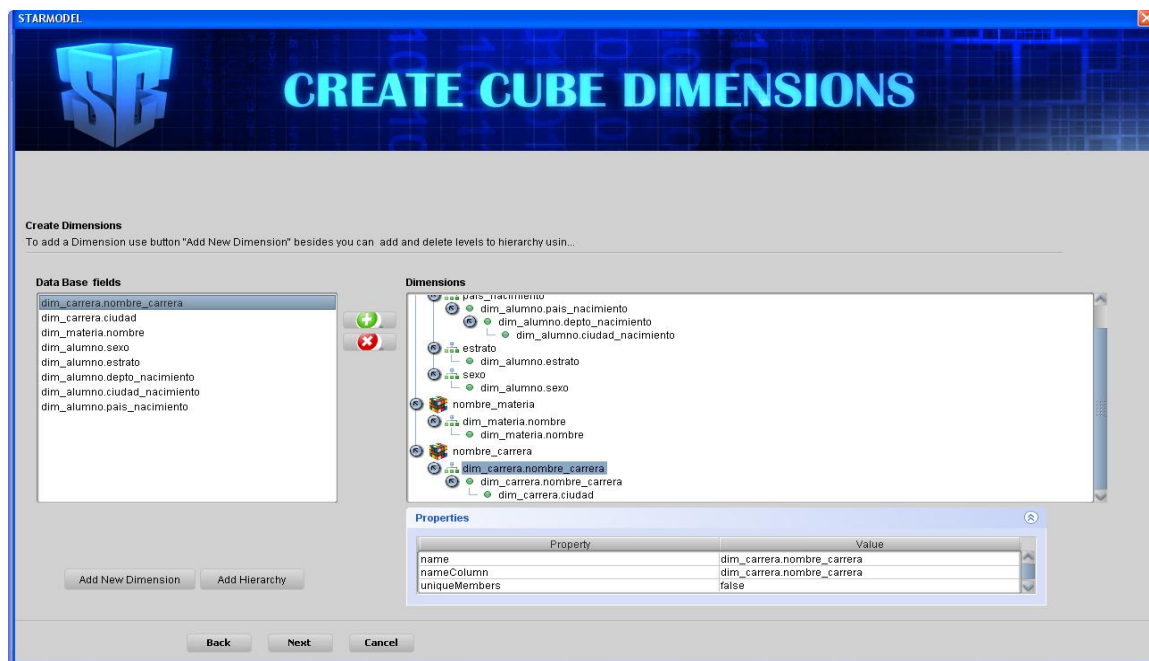 STARMODEL
CREATE CUBE DIMENSIONS
Create Dimensions
To add a Dimension use button "Add New Dimension" besides you can add and delete levels to hierarchy usin...
Data Base fields
dim_carrera.nombre_carrera
dim_carrera.ciudad
dim_materia.nombre
dim_alumno.sexo
dim_alumno.estrato
dim_alumno.depto_nacimiento
dim_alumno.ciudad_nacimiento
dim_alumno.pais_nacimiento
Dimensions
pais_nacimiento
dim_alumno.pais_nacimiento
dim_alumno.depto_nacimiento
dim_alumno.ciudad_nacimiento
estrato
dim_alumno.estrato
sexo
dim_alumno.sexo
nombre_materia
dim_materia.nombre
dim_materia.nombre
nombre_carrera
dim_carrera.nombre_carrera
dim_carrera.nombre_carrera
dim_carrera.ciudad
Properties
Property Value
name dim_carrera.nombre_carrera
nameColumn dim_carrera.nombre_carrera
uniqueMembers false
Add New Dimension Add Hierarchy
Back Next Cancel